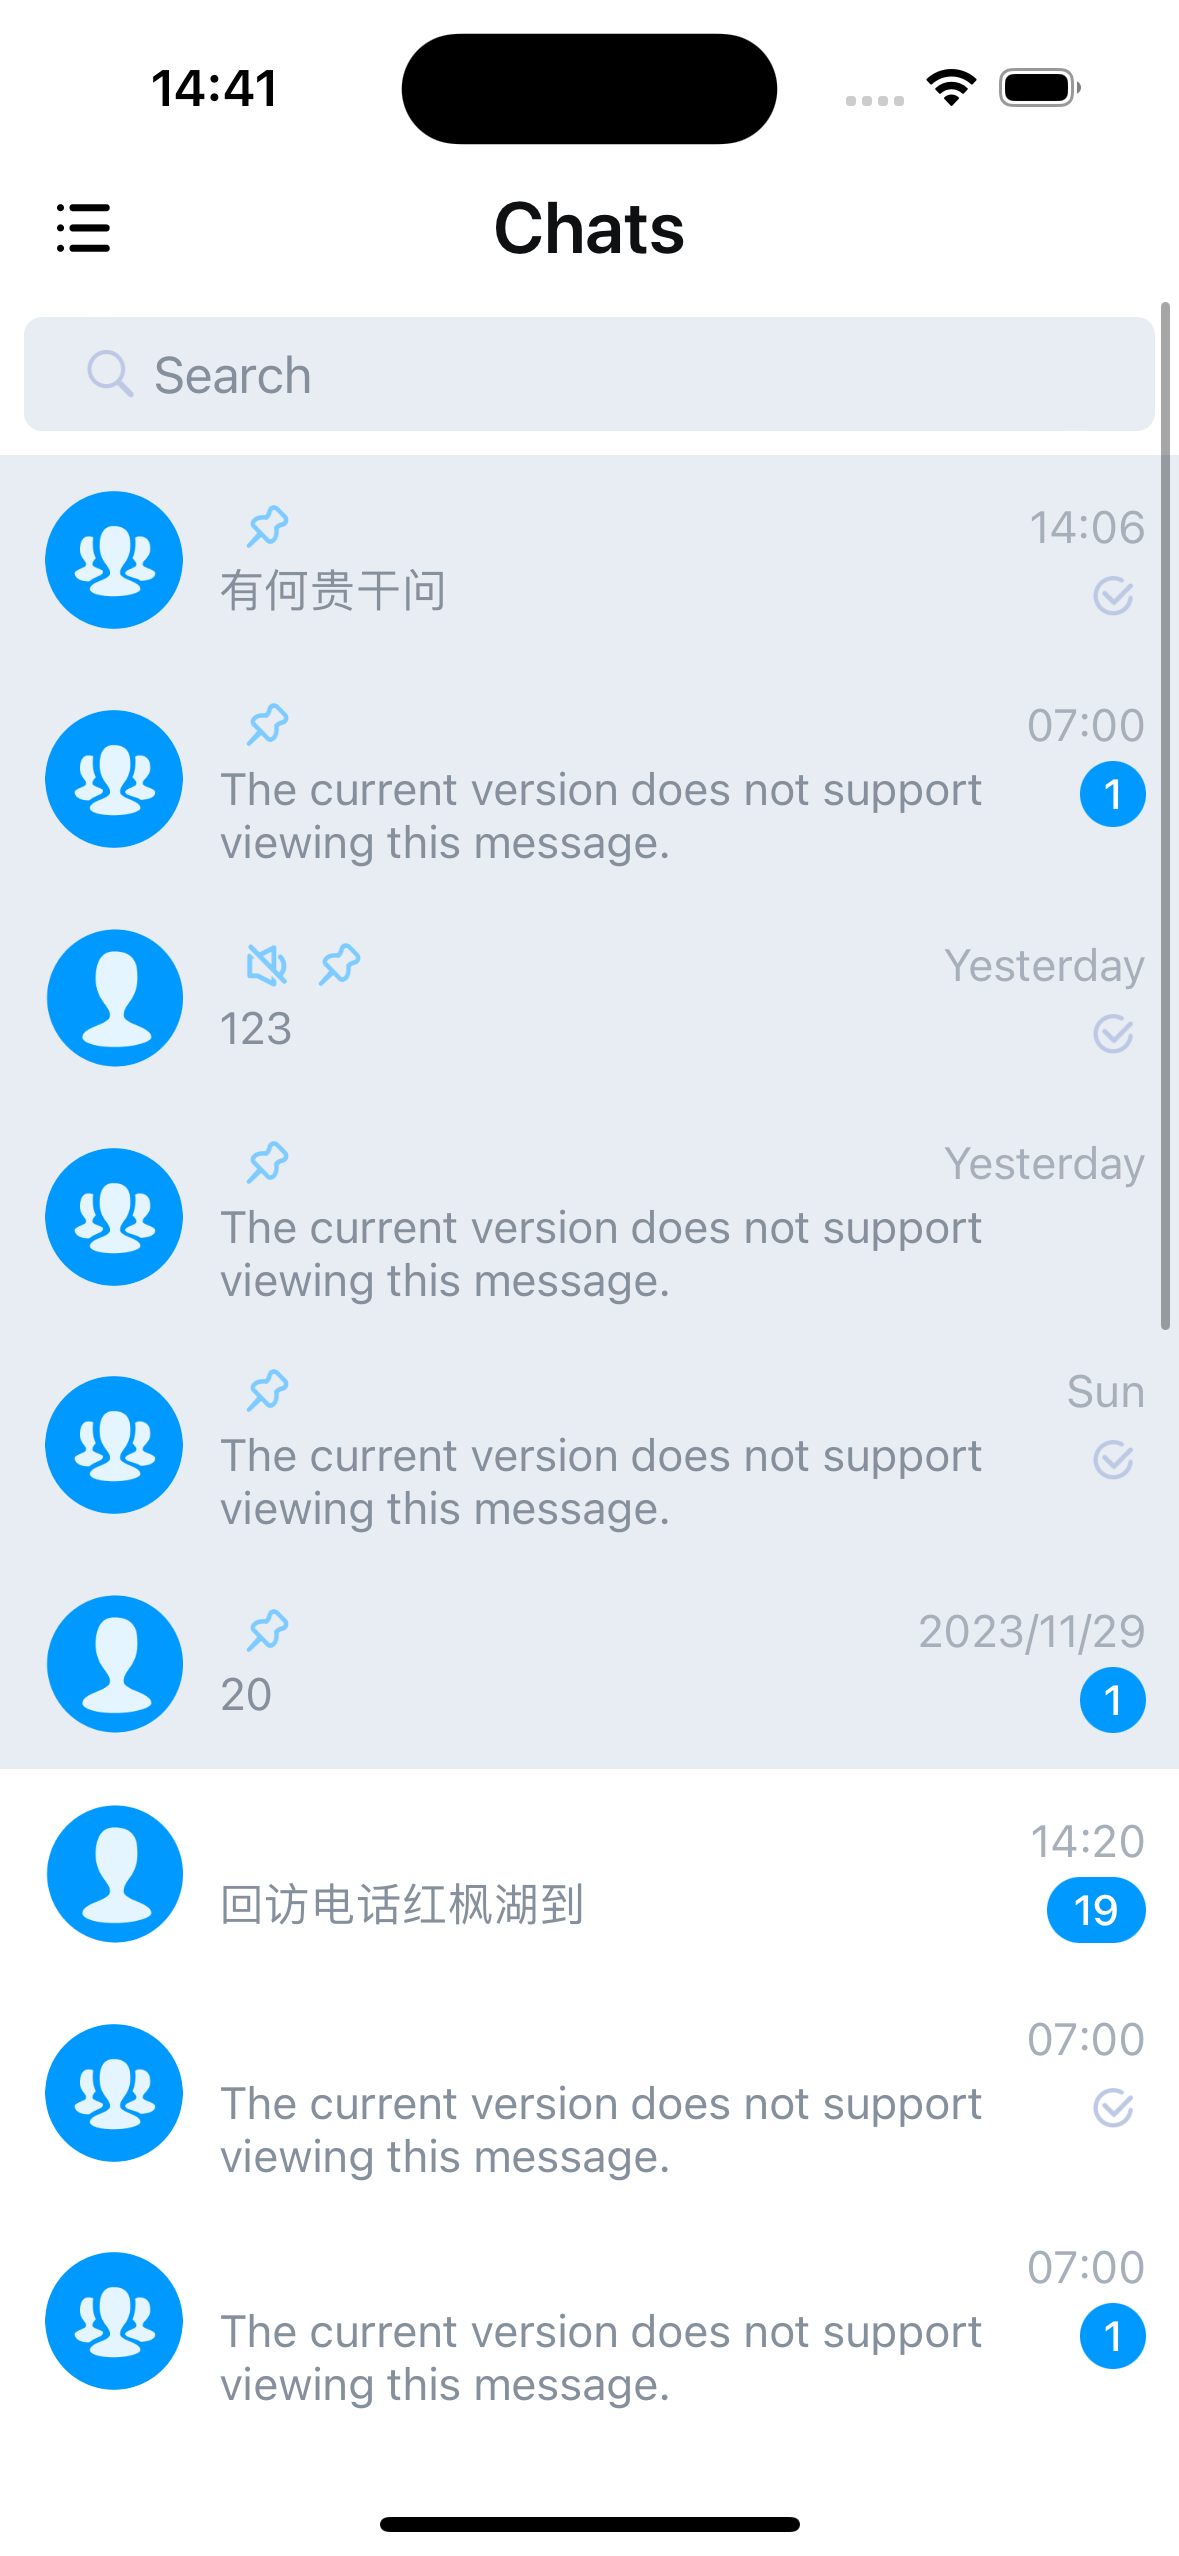 14:41
Chats
Search
14:06
有何贵干问
07:00
The current version does not support
viewing this message.
1
Yesterday
123
Yesterday
The current version does not support
viewing this message.
Sun
The current version does not support
viewing this message.
2023/11/29
20
1
14:20
回访电话红枫湖到
19
07:00
The current version does not support
viewing this message.
07:00
The current version does not support
viewing this message.
1